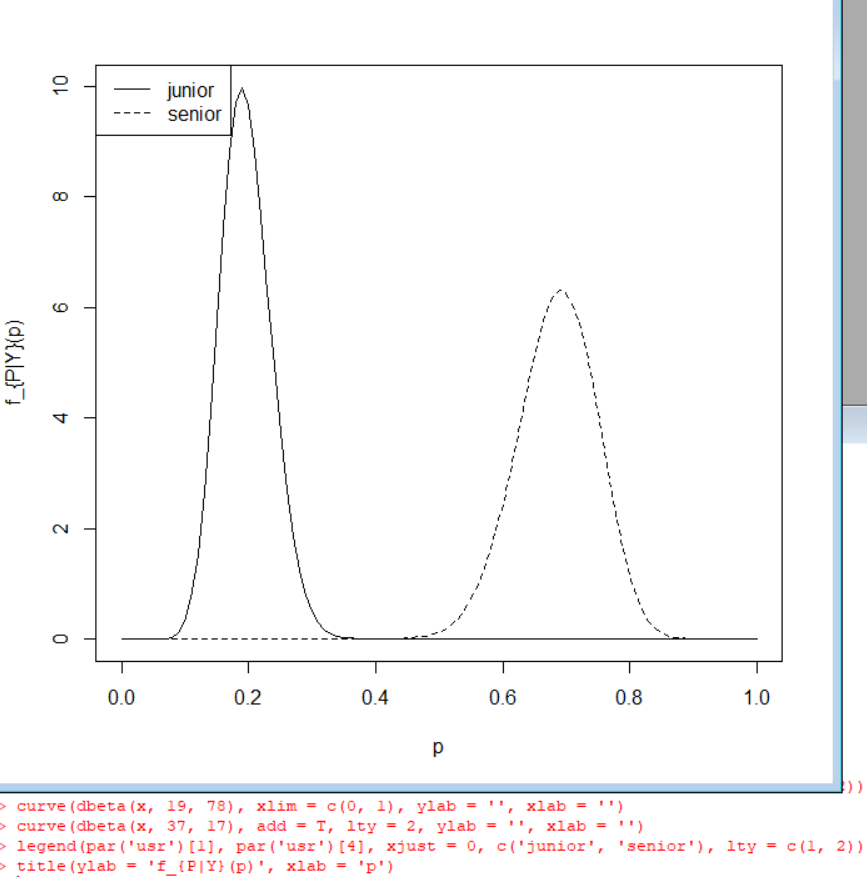 junior
senior
10
8
6
4
2
0
f_{P|Y}(p)
0.0 0.2 0.4 0.6 0.8 1.0
p
))
> curve(dbeta(x, 19, 78), xlim = c(0, 1), ylab = '', xlab = '')
> curve(dbeta(x, 37, 17), add = T, lty = 2, ylab = '', xlab = '')
> legend(par('usr')[1], par('usr')[4], xjust = 0, c('junior', 'senior'), lty = c(1, 2))
> title(ylab = 'f_{P|Y}(p)', xlab = 'p')